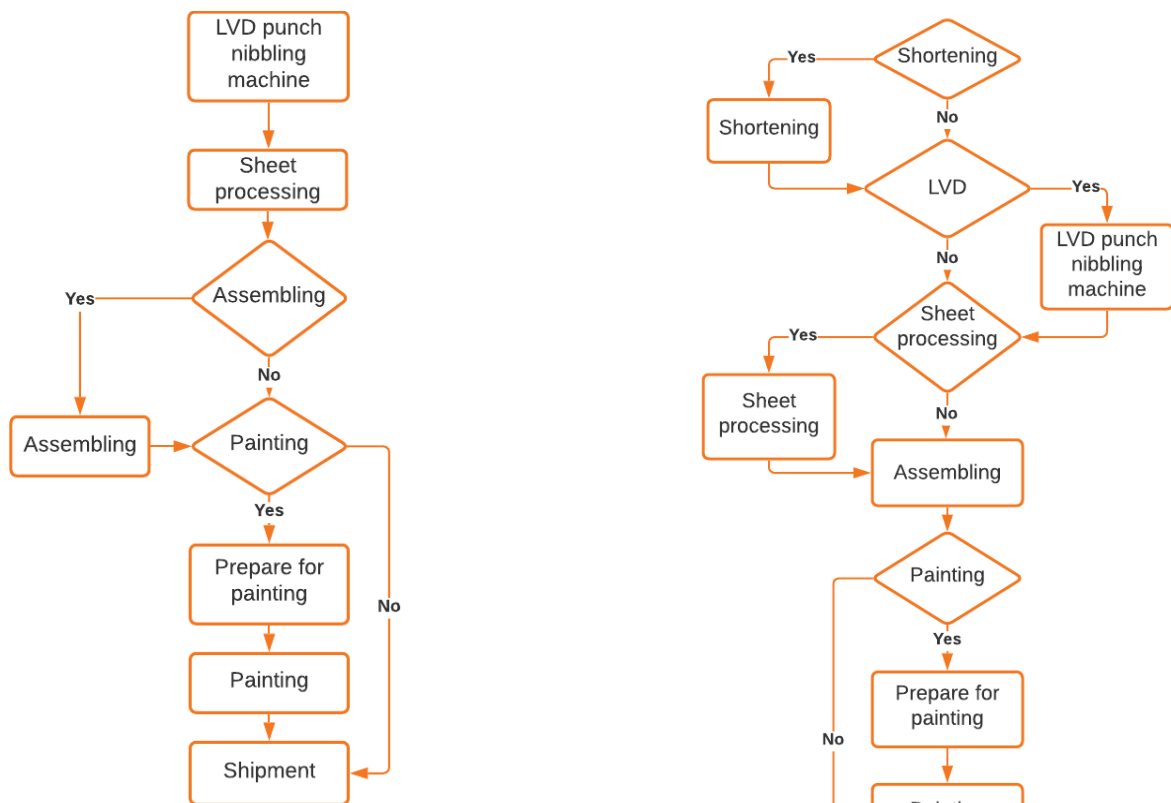 LVD punch
nibbling
machine
Sheet
processing
Assembling
Yes
No
Assembling
Painting
Yes
Prepare for
painting
No
Painting
Shipment
Shortening
Yes
Shortening
No
LVD
Yes
LVD punch
nibbling
machine
No
Sheet
processing
Yes
Sheet
processing
No
Assembling
Painting
Yes
Prepare for
painting
No